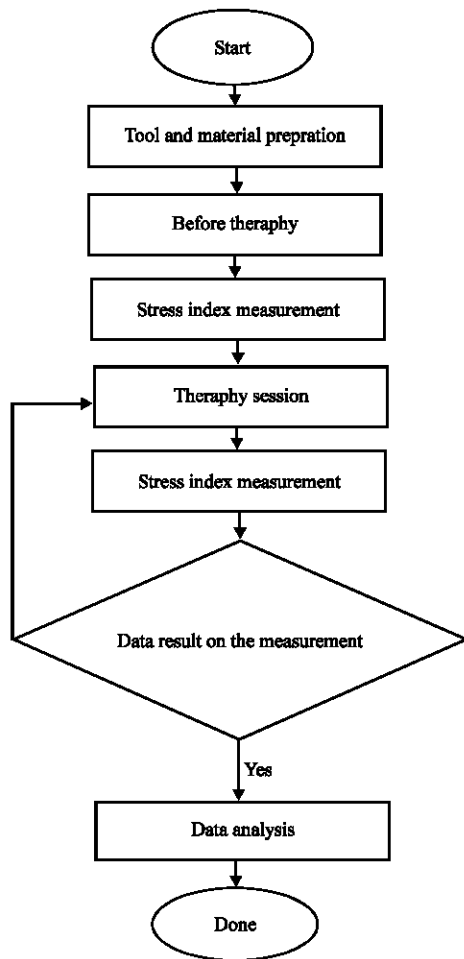 Start
Tool and material prepration
Before theraphy
Stress index measurement
Theraphy session
Stress index measurement
Data result on the measurement
Yes
Data analysis
Done